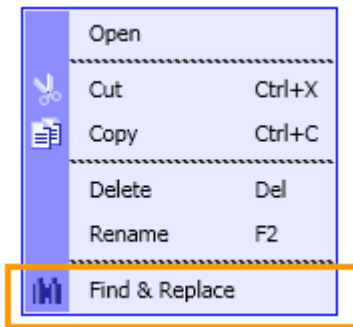 Open
Cut Ctrl+X
Copy Ctrl+C
Delete Del
Rename F2
Find & Replace